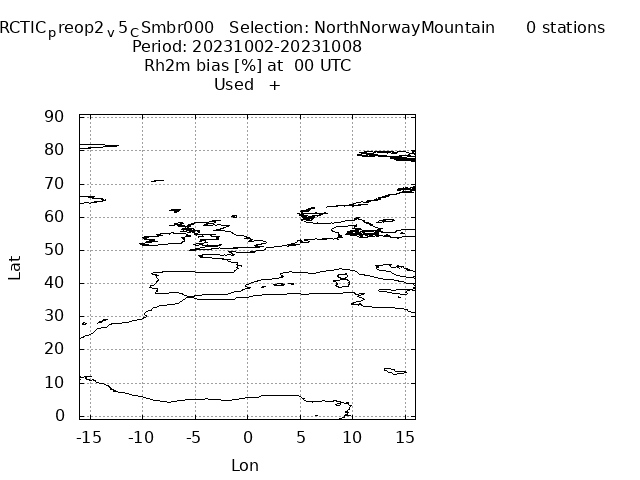 RCTIC_preop2_v5_CSmbr000 Selection: NorthNorwayMountain 0 stations
Period: 20231002-20231008
Rh2m bias [%] at 00 UTC
Used +
90
80
70
60
50
40
30
20
10
0
Lat
-15 -10 -5 0 5 10 15
Lon